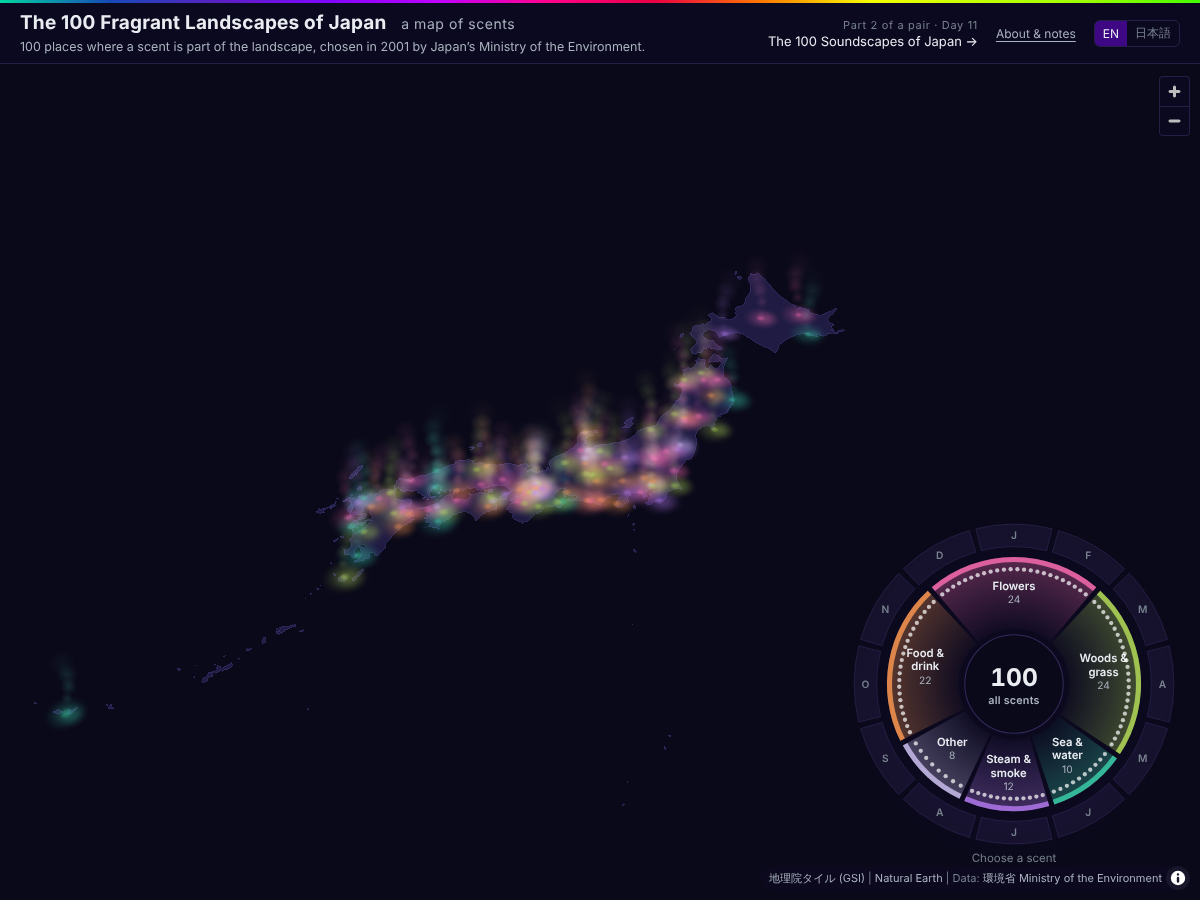 The 100 Fragrant Landscapes of Japan a map of scents
100 places where a scent is part of the landscape, chosen in 2001 by Japan’s Ministry of the Environment.
Part 2 of a pair · Day 11
The 100 Soundscapes of Japan →
About & notes
EN 日本語
+
−
J
F
M
A
M
J
J
A
S
O
N
D
Flowers
24
Woods &
grass
24
Sea &
water
10
Steam &
smoke
12
Other
8
Food &
drink
22
100
all scents
Choose a scent
地理院タイル (GSI) | Natural Earth | Data: 環境省 Ministry of the Environment